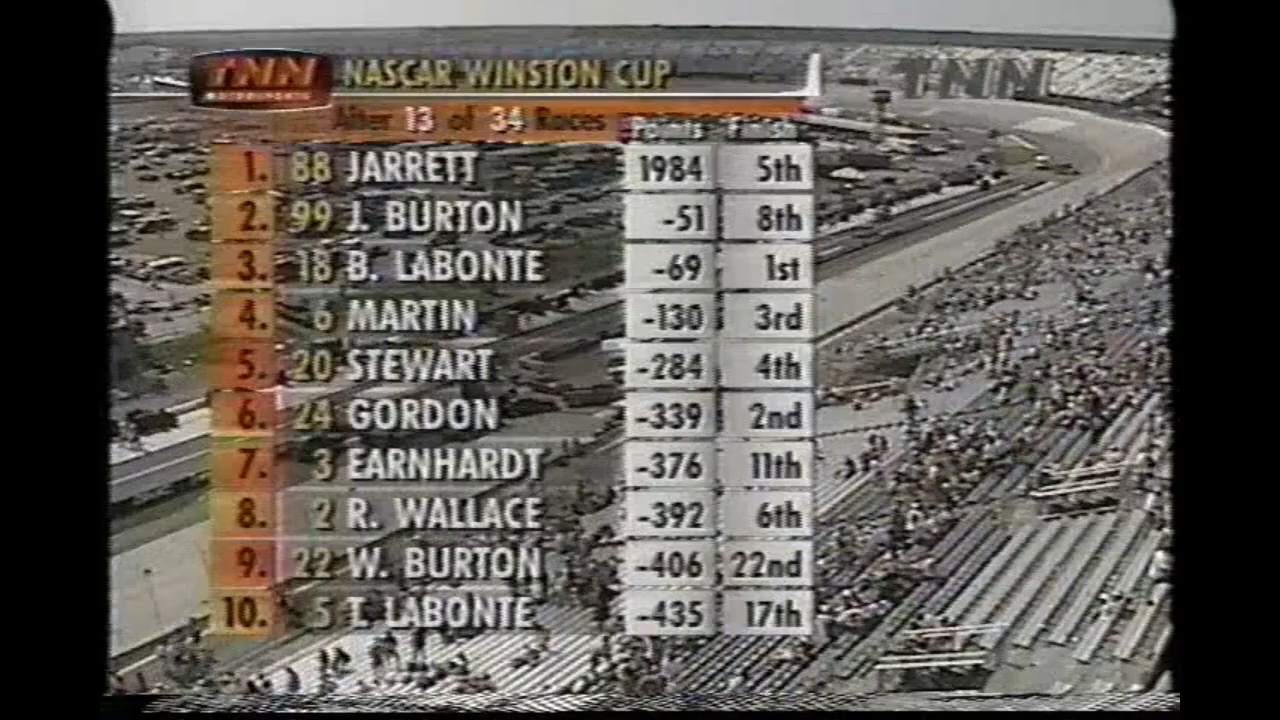 TNN NASCAR WINSTON CUP TNN
After 13 of 34 Races Points Finish
1. 88 JARRETT 1984 5th
2. 99 J. BURTON -51 8th
3. 18 B. LABONTE -69 1st
4. 6 MARTIN -130 3rd
5. 20 STEWART -284 4th
6. 24 GORDON -339 2nd
7. 3 EARNHARDT -376 11th
8. 2 R. WALLACE -392 6th
9. 22 W. BURTON -406 22nd
10. 5 T. LABONTE -435 17th